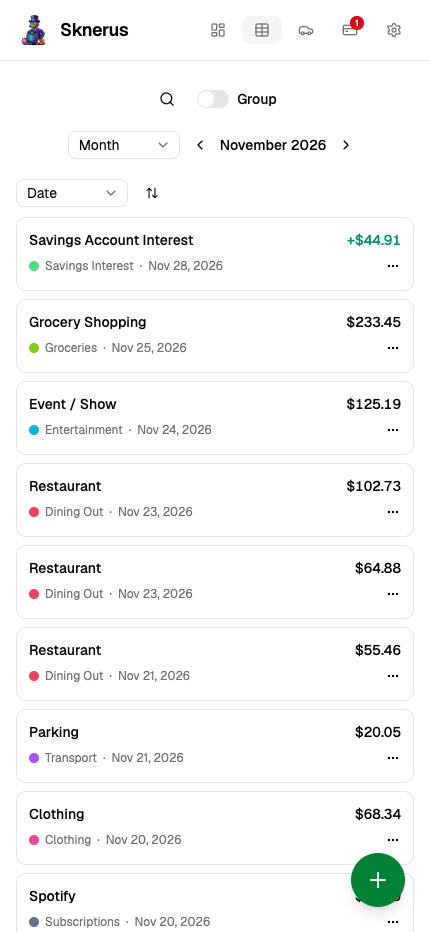 Sknerus
1
Group
Month
November 2026
Date
Savings Account Interest
+$44.91
Savings Interest · Nov 28, 2026
Grocery Shopping
$233.45
Groceries · Nov 25, 2026
Event / Show
$125.19
Entertainment · Nov 24, 2026
Restaurant
$102.73
Dining Out · Nov 23, 2026
Restaurant
$64.88
Dining Out · Nov 23, 2026
Restaurant
$55.46
Dining Out · Nov 21, 2026
Parking
$20.05
Transport · Nov 21, 2026
Clothing
$68.34
Clothing · Nov 20, 2026
Spotify
Subscriptions · Nov 20, 2026